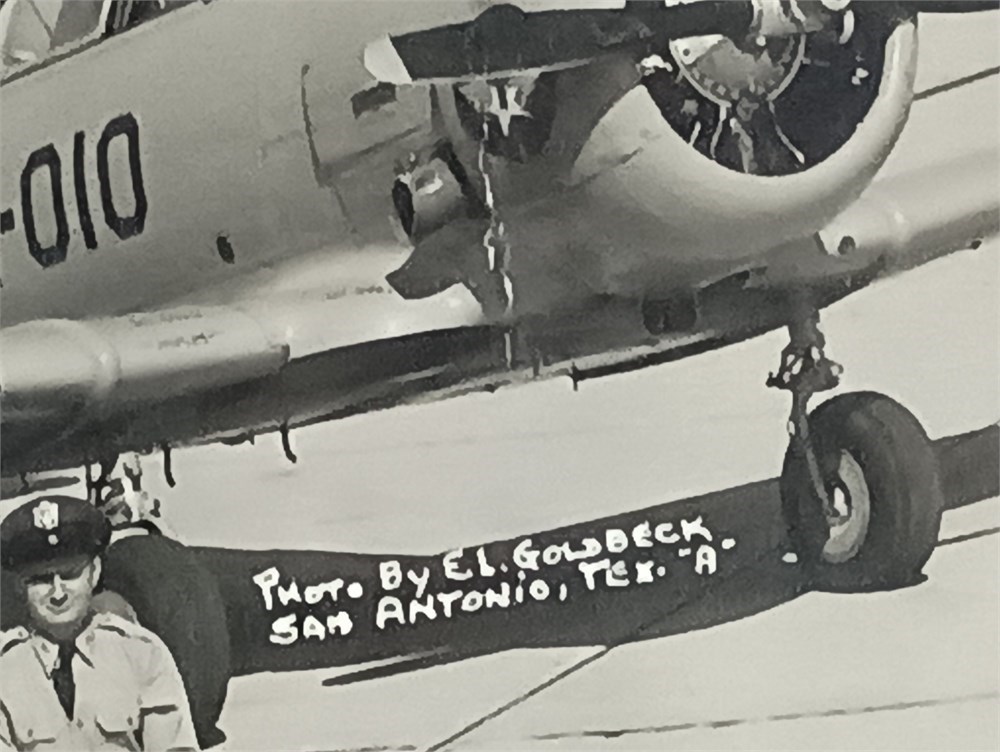 -010
PHOTO BY E.L. GOLDBECK
SAN ANTONIO, TEX. "A"